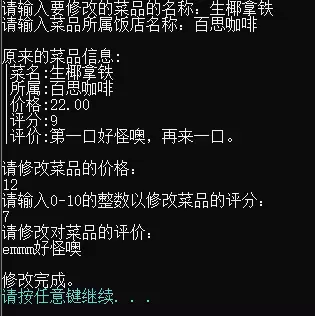 请输入要修改的菜品的名称：生椰拿铁
请输入菜品所属饭店名称：百思咖啡
原来的菜品信息：
|菜名:生椰拿铁
|所属:百思咖啡
|价格:22.00
|评分:9
|评价:第一口好怪噢，再来一口。
请修改菜品的价格：
12
请输入0-10的整数以修改菜品的评分：
7
请修改对菜品的评价：
emmm好怪噢
修改完成。
请按任意键继续. . .